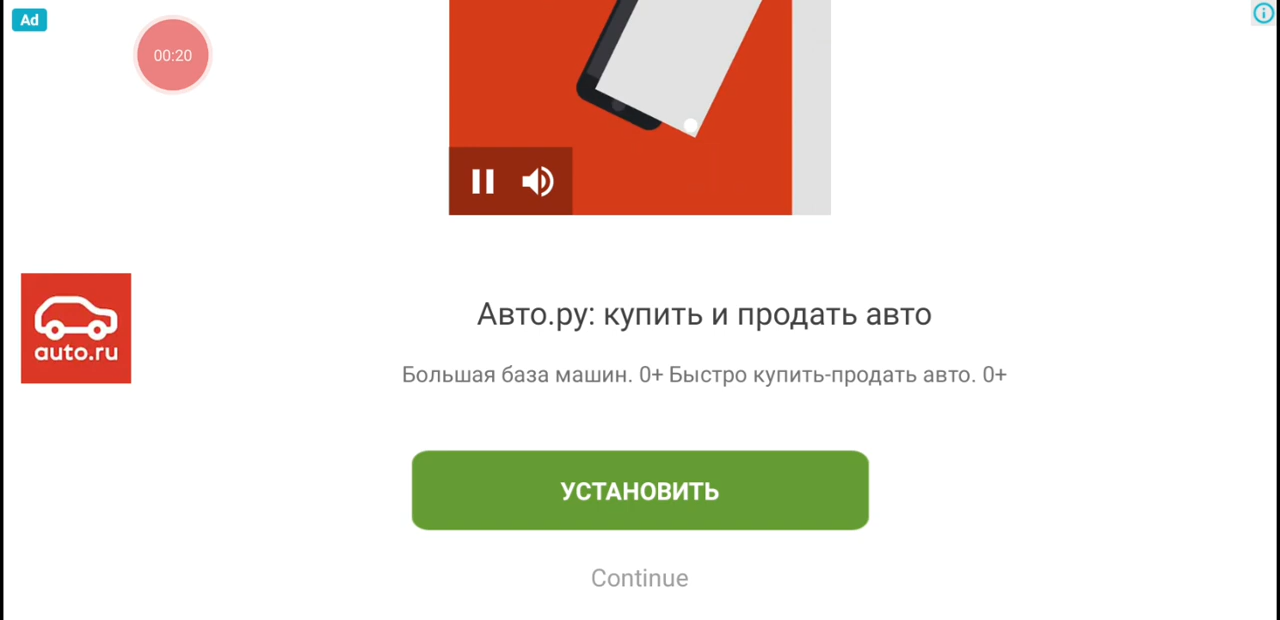 Ad
00:20
auto.ru
Авто.ру: купить и продать авто
Большая база машин. 0+ Быстро купить-продать авто. 0+
УСТАНОВИТЬ
Continue